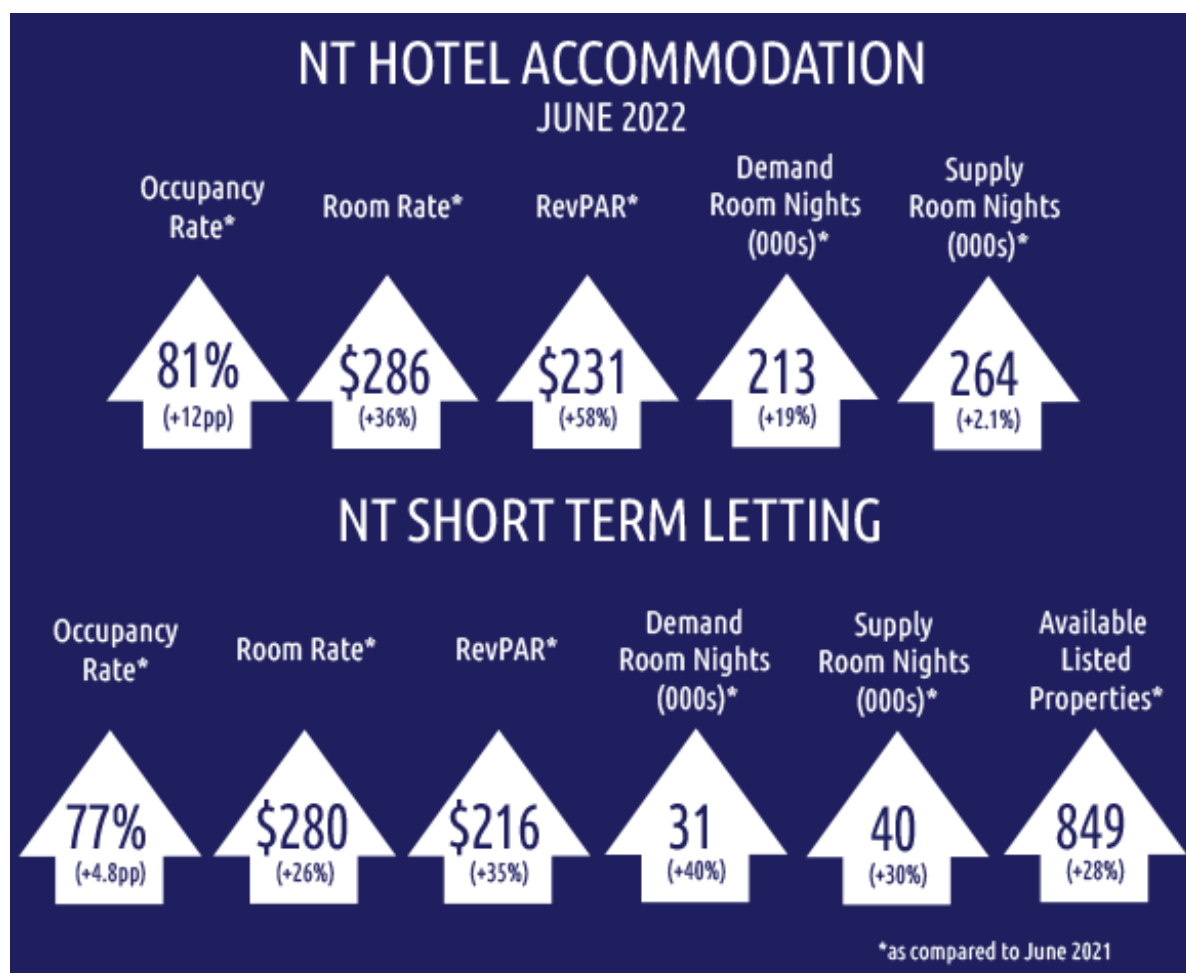 NT HOTEL ACCOMMODATION
JUNE 2022
Occupancy
Rate*
Room Rate*
RevPAR*
Demand
Room Nights
(000s)*
Supply
Room Nights
(000s)*
81%
(+12pp)
$286
(+36%)
$231
(+58%)
213
(+19%)
264
(+2.1%)
NT SHORT TERM LETTING
Occupancy
Rate*
Room Rate*
RevPAR*
Demand
Room Nights
(000s)*
Supply
Room Nights
(000s)*
Available
Listed
Properties*
77%
(+4.8pp)
$280
(+26%)
$216
(+35%)
31
(+40%)
40
(+30%)
849
(+28%)
*as compared to June 2021